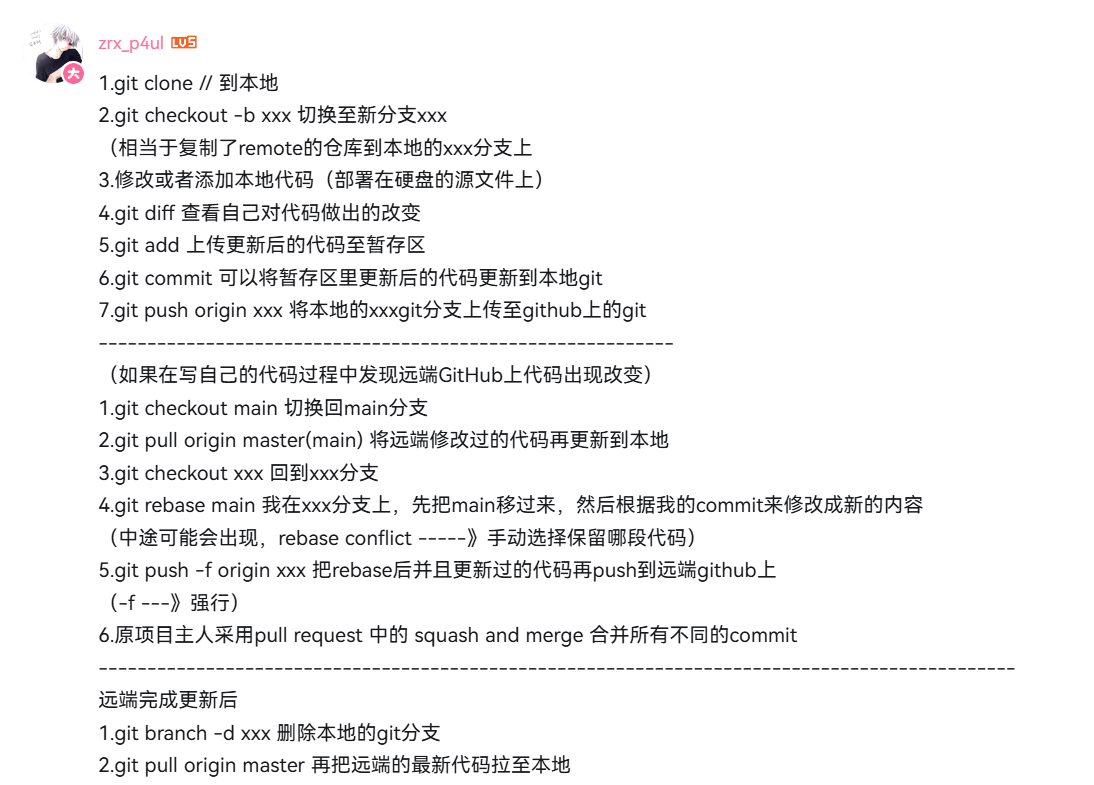 zrx_p4ul LV5
1.git clone // 到本地
2.git checkout -b xxx 切换至新分支xxx
（相当于复制了remote的仓库到本地的xxx分支上
3.修改或者添加本地代码（部署在硬盘的源文件上）
4.git diff 查看自己对代码做出的改变
5.git add 上传更新后的代码至暂存区
6.git commit 可以将暂存区里更新后的代码更新到本地git
7.git push origin xxx 将本地的xxxgit分支上传至github上的git
-----------------------------------------------------------
（如果在写自己的代码过程中发现远端GitHub上代码出现改变）
1.git checkout main 切换回main分支
2.git pull origin master(main) 将远端修改过的代码再更新到本地
3.git checkout xxx 回到xxx分支
4.git rebase main 我在xxx分支上，先把main移过来，然后根据我的commit来修改成新的内容
（中途可能会出现，rebase conflict -----》手动选择保留哪段代码）
5.git push -f origin xxx 把rebase后并且更新过的代码再push到远端github上
（-f ---》强行）
6.原项目主人采用pull request 中的 squash and merge 合并所有不同的commit
----------------------------------------------------------------------------------------------
远端完成更新后
1.git branch -d xxx 删除本地的git分支
2.git pull origin master 再把远端的最新代码拉至本地